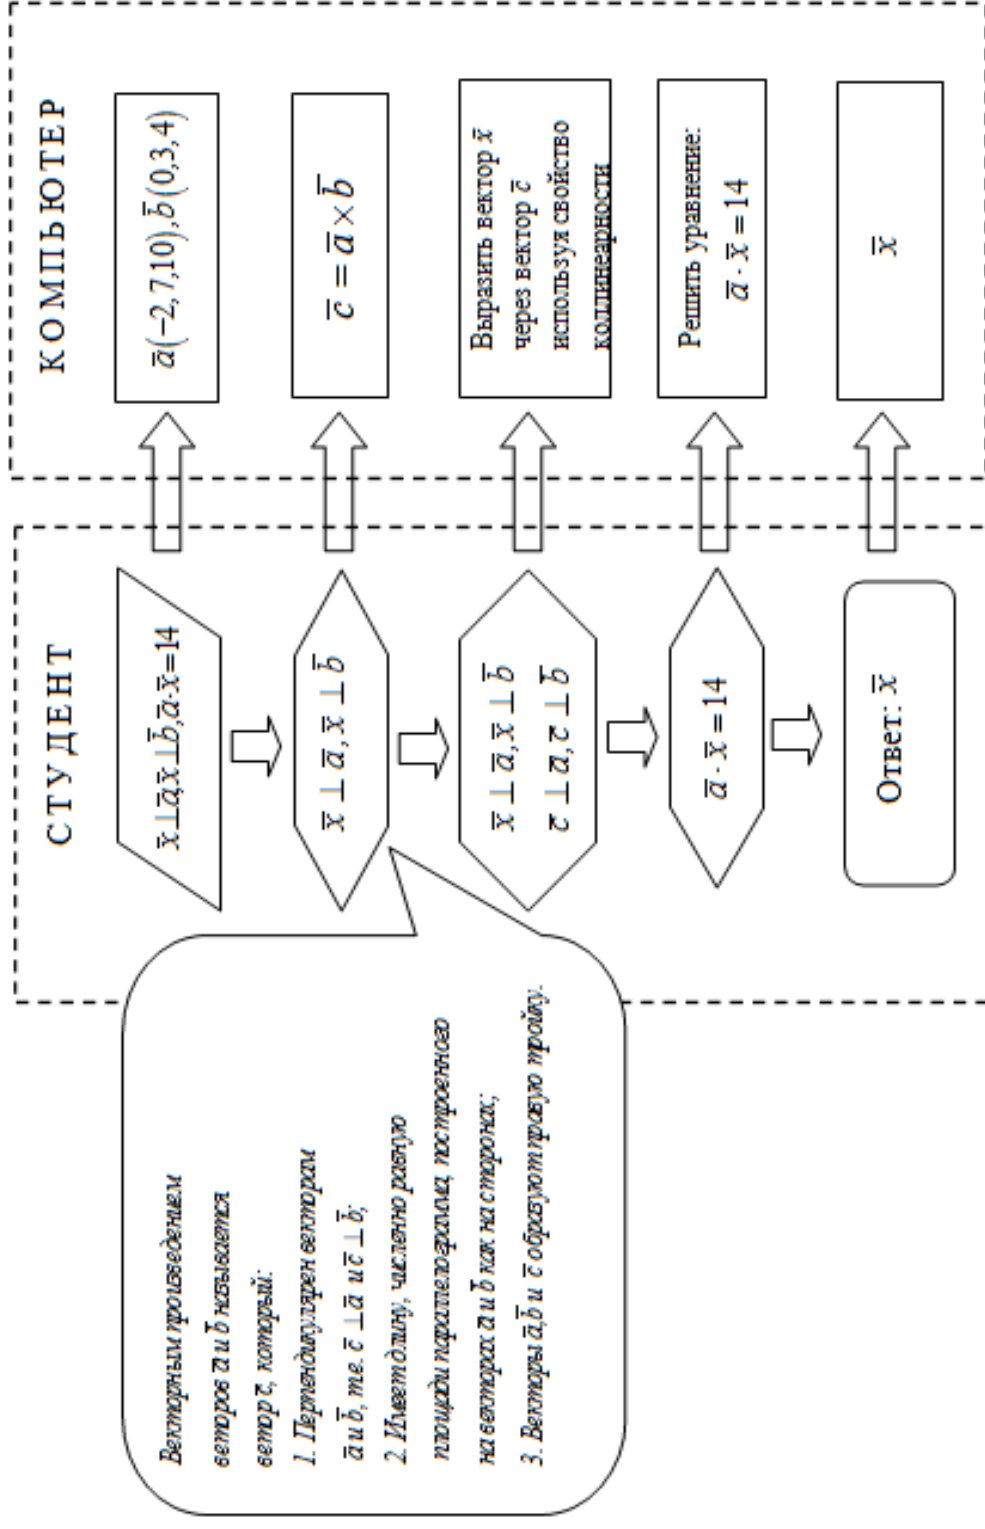 СТУДЕНТ
КОМПЬЮТЕР
x̅⊥a̅,x̅⊥b̅,a̅·x̅=14
a̅(−2,7,10),b̅(0,3,4)
x̅ ⊥ a̅, x̅ ⊥ b̅
c̅ = a̅ × b̅
x̅ ⊥ a̅, x̅ ⊥ b̅
c̅ ⊥ a̅, c̅ ⊥ b̅
Выразить вектор x̅
через вектор c̅
используя свойство
коллинеарности
a̅ · x̅ = 14
Решить уравнение:
a̅ · x̅ = 14
Ответ: x̅
x̅
Векторным произведением
веторов a̅ и b̅ называется
ветор c̅, который:
1. Перпендикулярен векторам
a̅ и b̅, т.е. c̅ ⊥ a̅ и c̅ ⊥ b̅;
2. Имеет длину, численно равную
площади параллелограмма, построенного
на векторах a̅ и b̅ как на сторонах;
3. Векторы a̅,b̅ и c̅ образуют правую тройку.